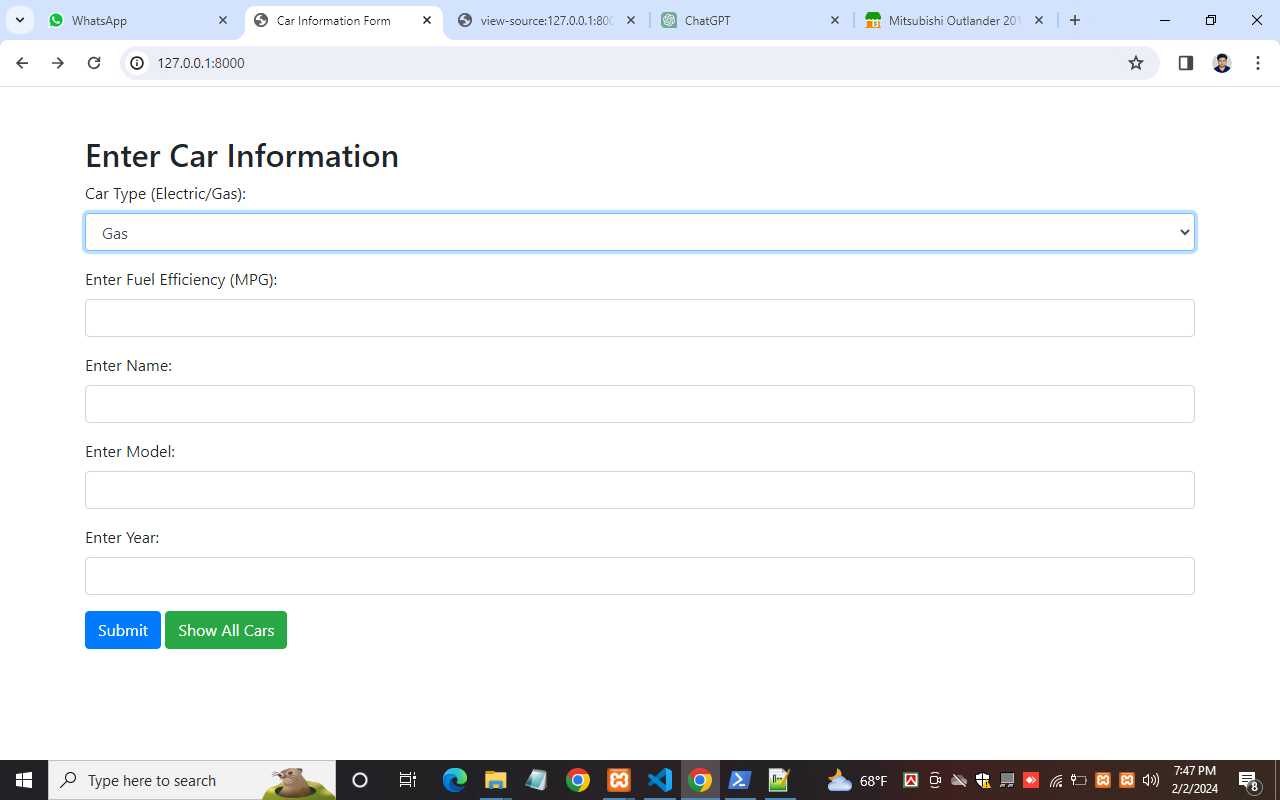 WhatsApp
Car Information Form
view-source:127.0.0.1:800
ChatGPT
Mitsubishi Outlander 201
127.0.0.1:8000
Enter Car Information
Car Type (Electric/Gas):
Gas
Enter Fuel Efficiency (MPG):
Enter Name:
Enter Model:
Enter Year:
Submit
Show All Cars
Type here to search
68°F
7:47 PM
2/2/2024
8